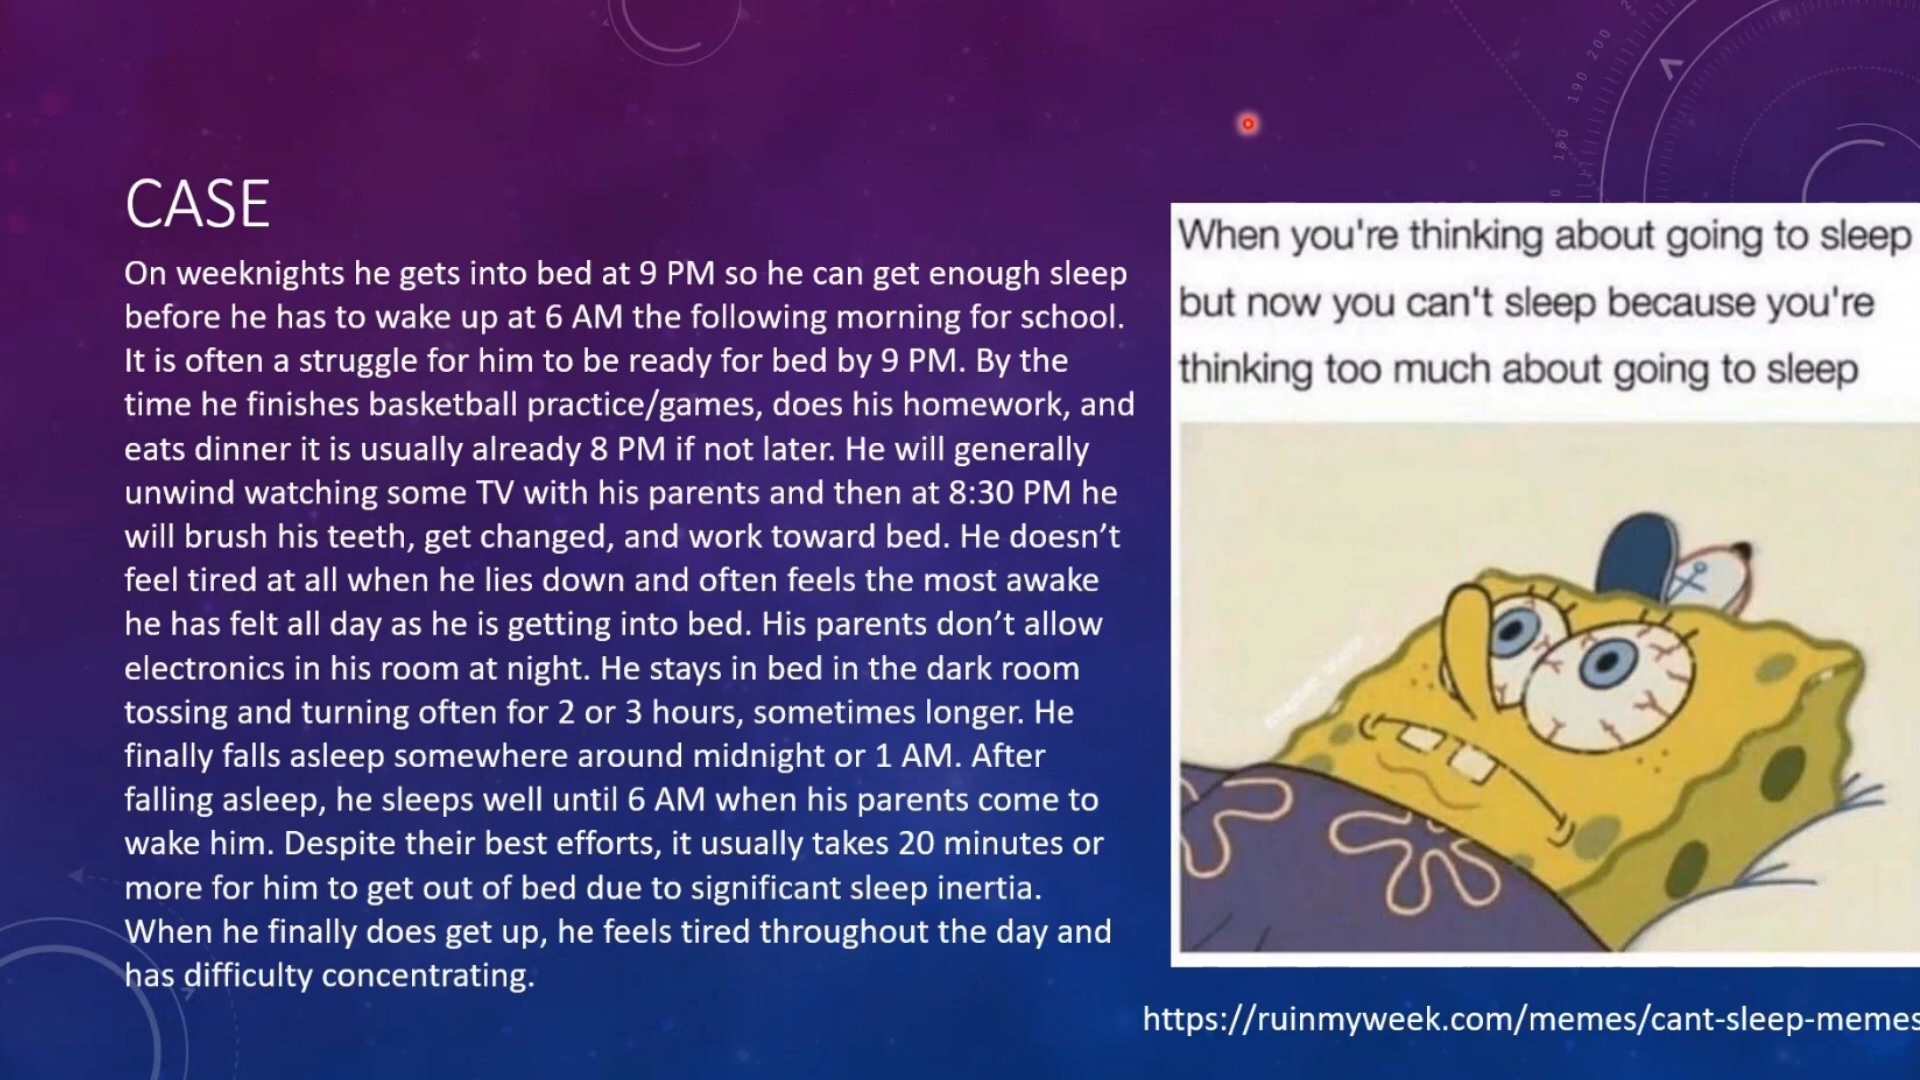 CASE
On weeknights he gets into bed at 9 PM so he can get enough sleep
before he has to wake up at 6 AM the following morning for school.
It is often a struggle for him to be ready for bed by 9 PM. By the
time he finishes basketball practice/games, does his homework, and
eats dinner it is usually already 8 PM if not later. He will generally
unwind watching some TV with his parents and then at 8:30 PM he
will brush his teeth, get changed, and work toward bed. He doesn’t
feel tired at all when he lies down and often feels the most awake
he has felt all day as he is getting into bed. His parents don’t allow
electronics in his room at night. He stays in bed in the dark room
tossing and turning often for 2 or 3 hours, sometimes longer. He
finally falls asleep somewhere around midnight or 1 AM. After
falling asleep, he sleeps well until 6 AM when his parents come to
wake him. Despite their best efforts, it usually takes 20 minutes or
more for him to get out of bed due to significant sleep inertia.
When he finally does get up, he feels tired throughout the day and
has difficulty concentrating.
When you're thinking about going to sleep
but now you can't sleep because you're
thinking too much about going to sleep
https://ruinmyweek.com/memes/cant-sleep-memes
180 190 200